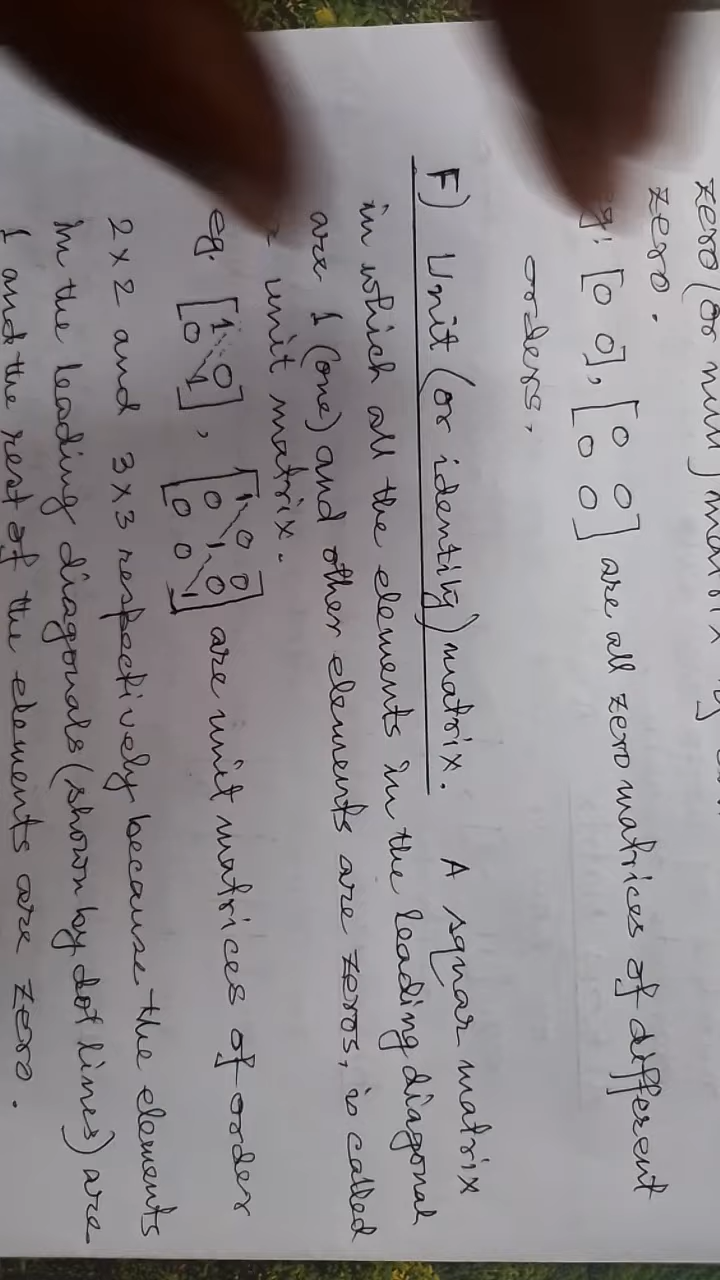 zero (or null) matrix
zero.
eg: [0 0], [0 0
0 0] are all zero matrices of different
orders.
F) Unit (or identity) matrix. A squar matrix
in which all the elements in the leading diagonal
are 1 (one) and other elements are zeros, is called
unit matrix.
eg. [1 0
0 1], [1 0 0
0 1 0
0 0 1] are unit matrices of order
2 x 2 and 3 x 3 respectively because the elements
in the leading diagonals (shown by dot lines) are
1 and the rest of the elements are zero.